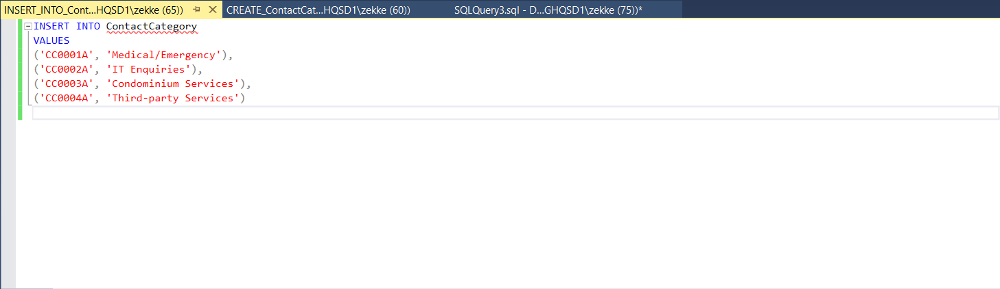 INSERT_INTO_Cont...HQSD1\zekke (65)) CREATE_ContactCat...HQSD1\zekke (60)) SQLQuery3.sql - D...GHQSD1\zekke (75))*
INSERT INTO ContactCategory
VALUES
('CC0001A', 'Medical/Emergency'),
('CC0002A', 'IT Enquiries'),
('CC0003A', 'Condominium Services'),
('CC0004A', 'Third-party Services')